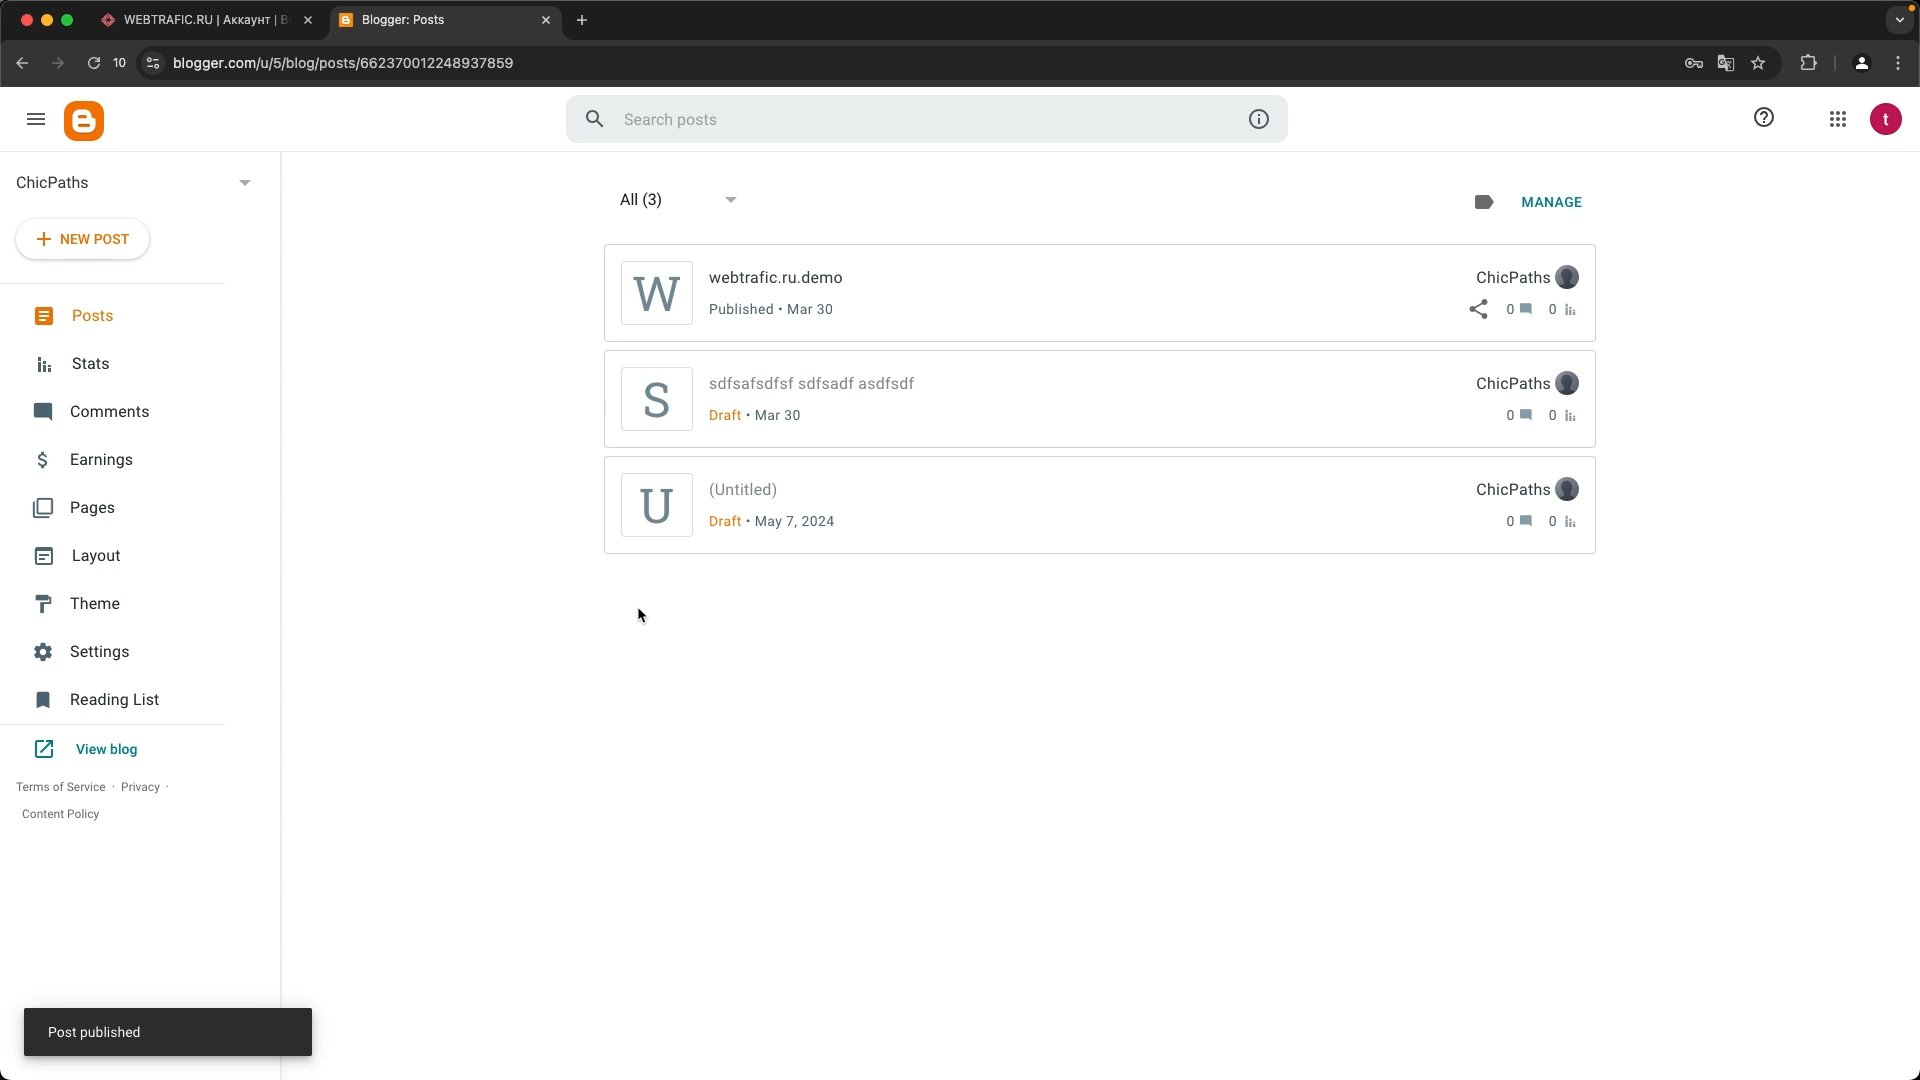 WEBTRAFIC.RU | Аккаунт | B
Blogger: Posts
10
blogger.com/u/5/blog/posts/662370012248937859
Search posts
t
ChicPaths
NEW POST
Posts
Stats
Comments
Earnings
Pages
Layout
Theme
Settings
Reading List
View blog
Terms of Service · Privacy ·
Content Policy
All (3)
MANAGE
W
webtrafic.ru.demo
ChicPaths
Published • Mar 30
0 0
S
sdfsafsdfsf sdfsadf asdfsdf
ChicPaths
Draft • Mar 30
0 0
U
(Untitled)
ChicPaths
Draft • May 7, 2024
0 0
Post published